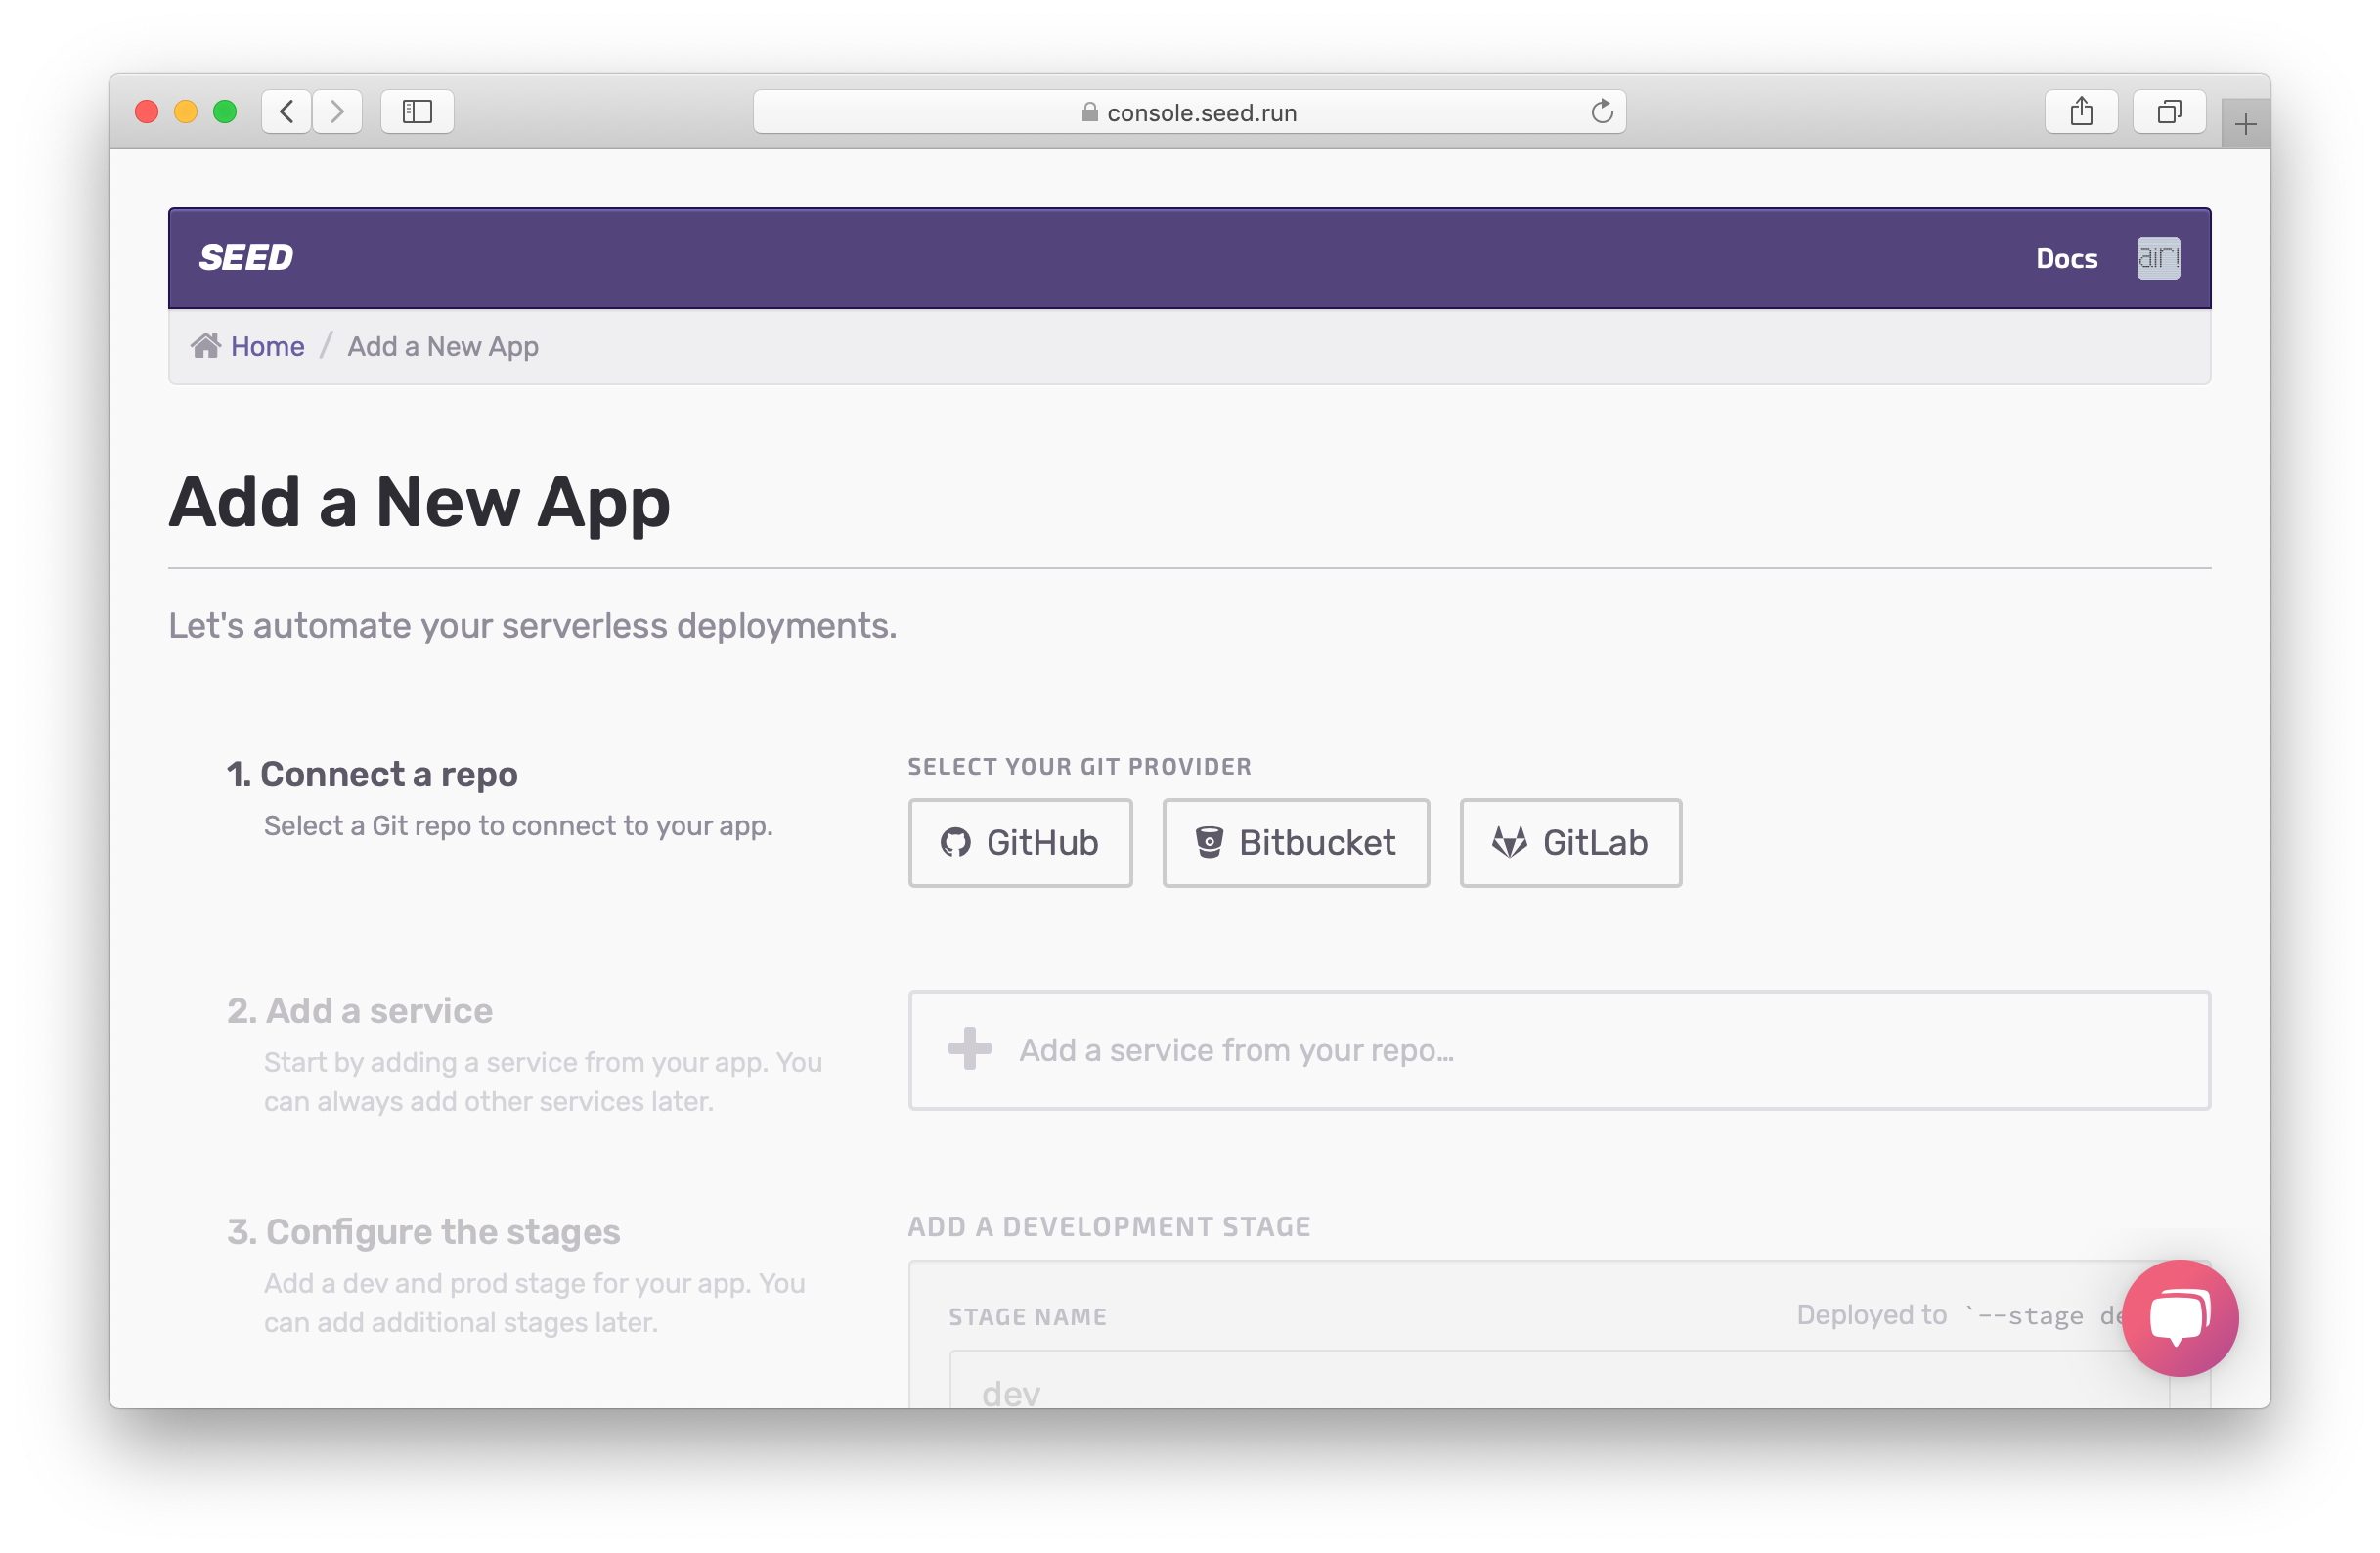 console.seed.run
SEED
Docs
Home / Add a New App
Add a New App
Let's automate your serverless deployments.
1. Connect a repo
Select a Git repo to connect to your app.
SELECT YOUR GIT PROVIDER
GitHub
Bitbucket
GitLab
2. Add a service
Start by adding a service from your app. You
can always add other services later.
Add a service from your repo...
3. Configure the stages
Add a dev and prod stage for your app. You
can add additional stages later.
ADD A DEVELOPMENT STAGE
STAGE NAME
Deployed to `--stage
dev